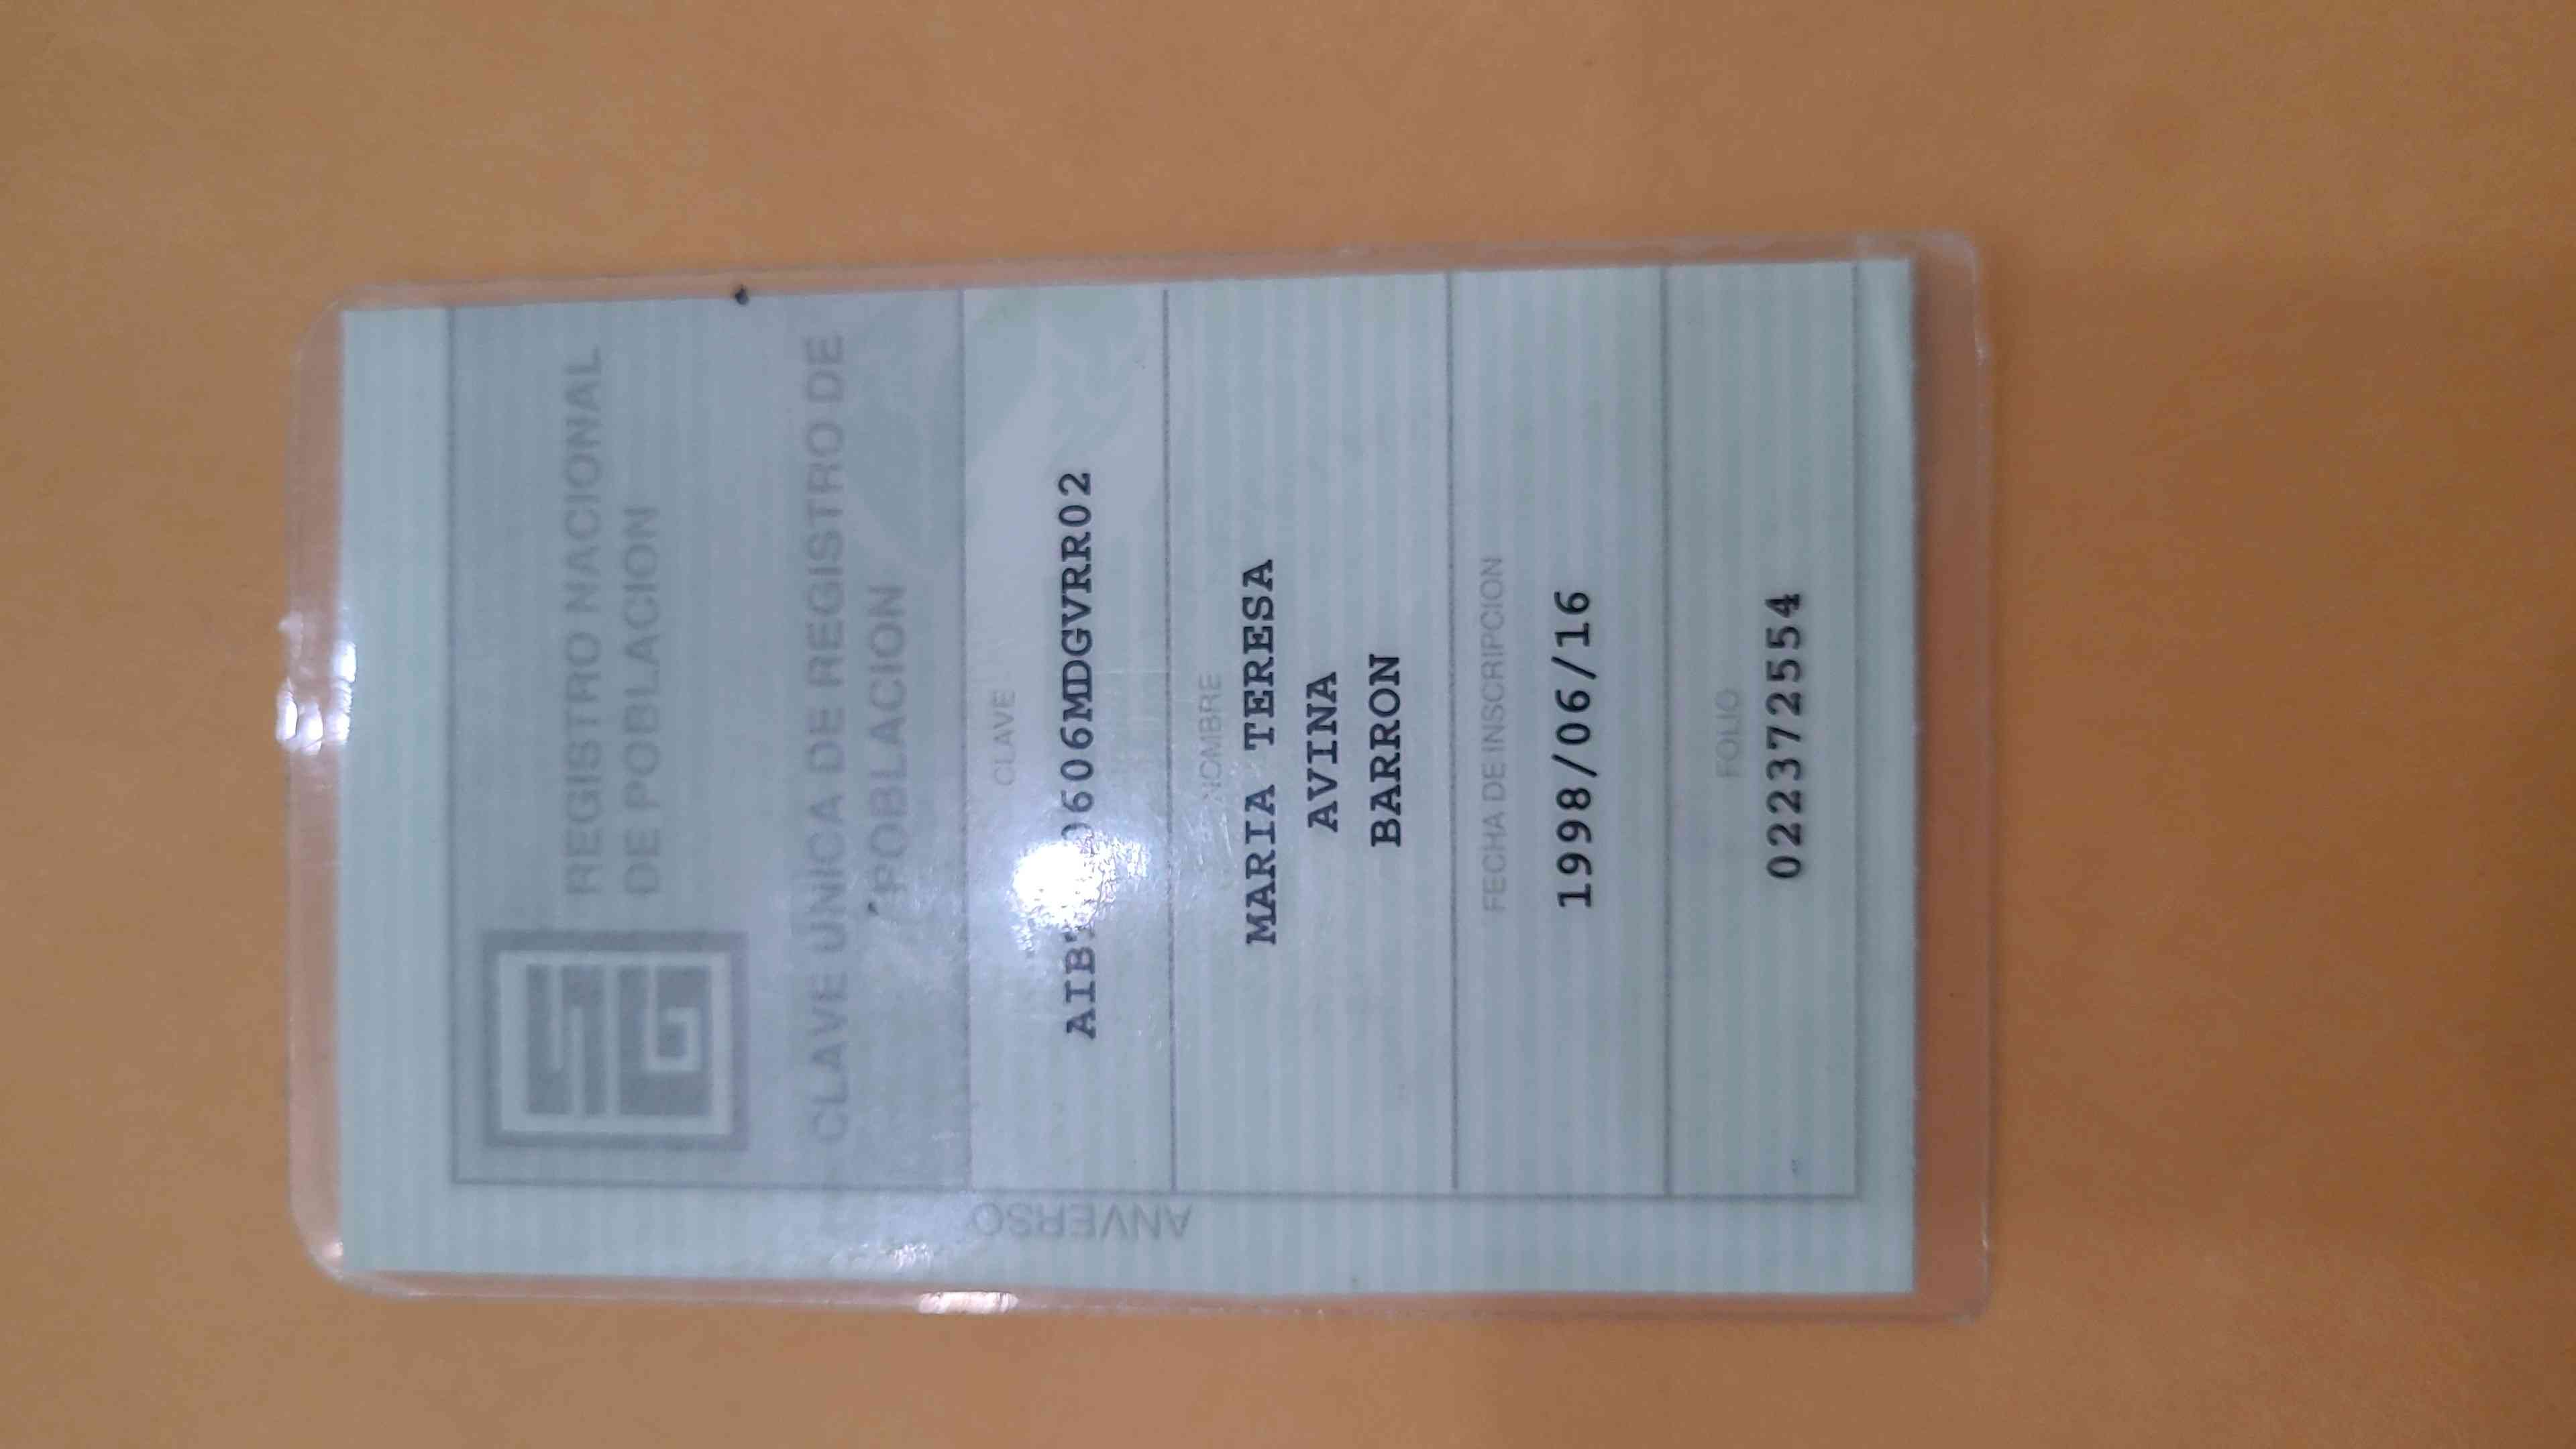 REGISTRO NACIONAL
DE POBLACION
CLAVE UNICA DE REGISTRO DE
POBLACION
CLAVE
NOMBRE
MARIA TERESA
AVINA
BARRON
FECHA DE INSCRIPCION
1998/06/16
FOLIO
022372554
ANVERSO